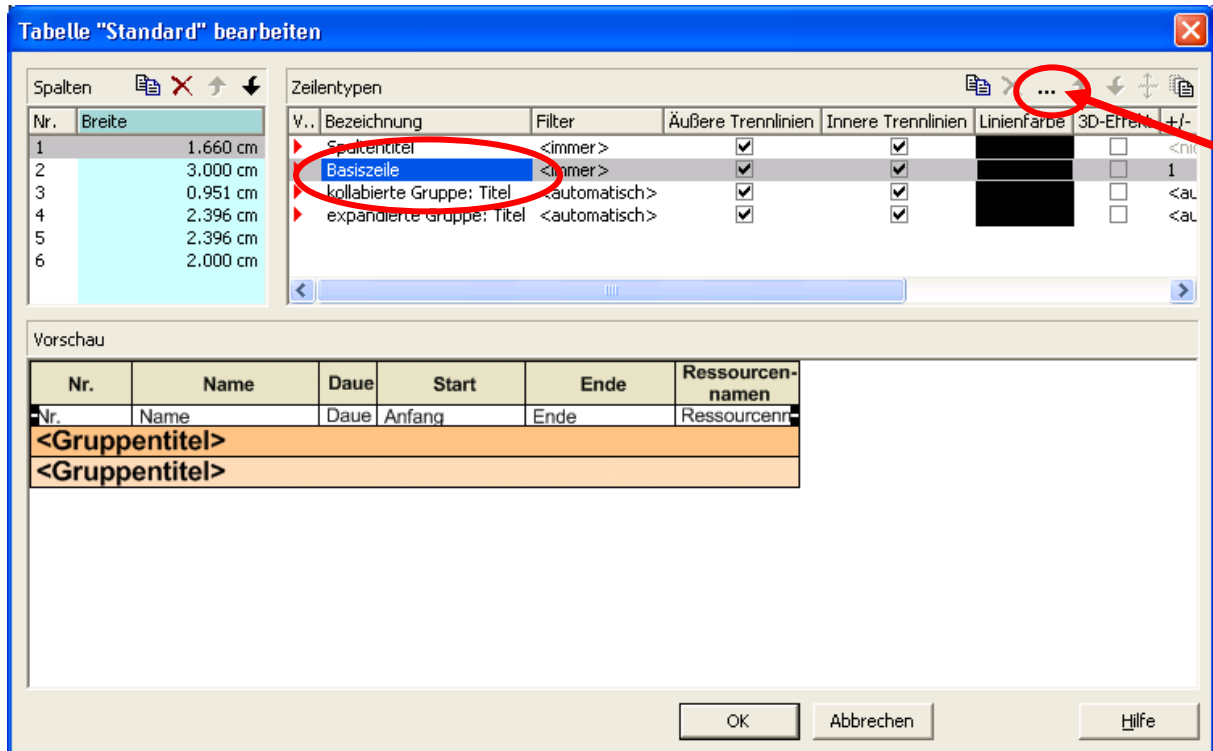 Tabelle "Standard" bearbeiten
Spalten
Nr. Breite
1 1.660 cm
2 3.000 cm
3 0.951 cm
4 2.396 cm
5 2.396 cm
6 2.000 cm
Zeilentypen
...
V.. Bezeichnung Filter Äußere Trennlinien Innere Trennlinien Linienfarbe 3D-Effekt +/-
Spaltentitel <immer> <nic
Basiszeile <immer> 1
kollabierte Gruppe: Titel <automatisch> <au
expandierte Gruppe: Titel <automatisch> <au
Vorschau
Nr. Name Daue Start Ende Ressourcen-
namen
Nr. Name Daue Anfang Ende Ressourcenn
<Gruppentitel>
<Gruppentitel>
OK Abbrechen Hilfe